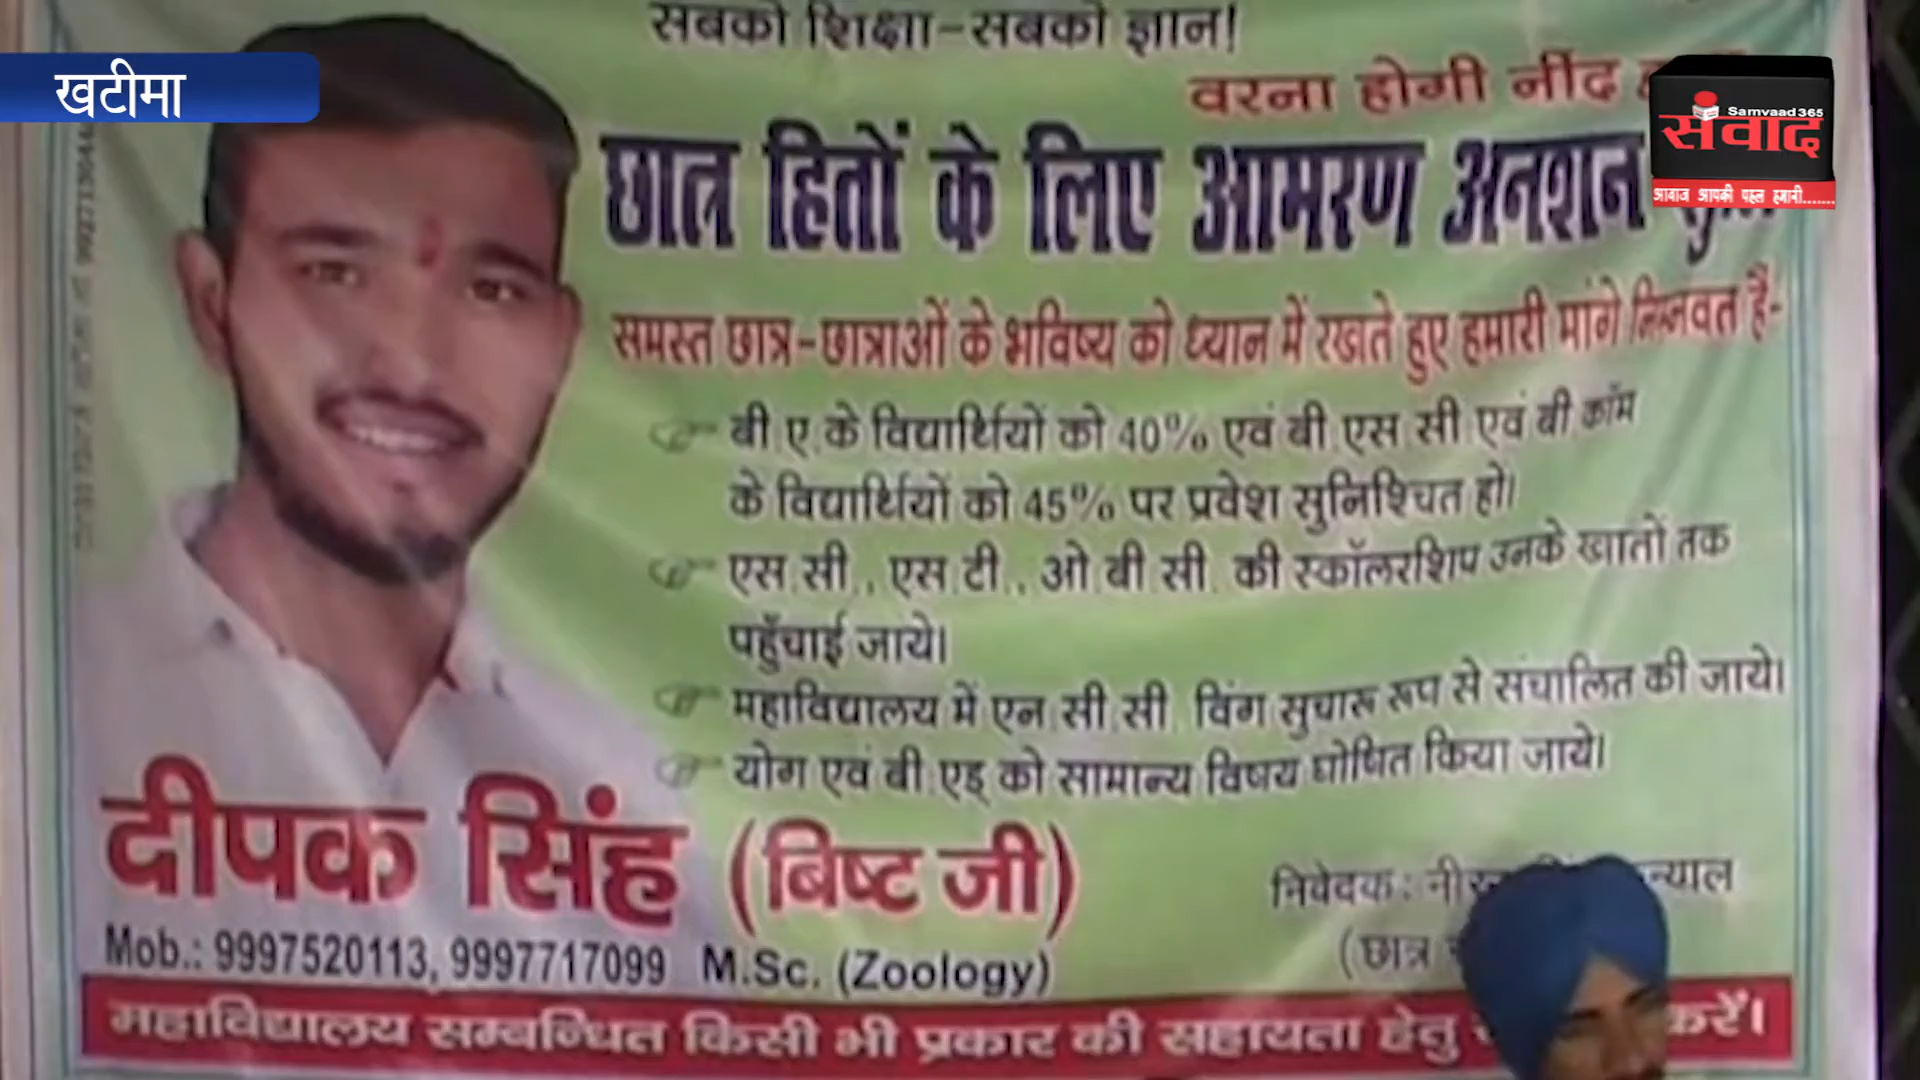 सबको शिक्षा-सबको ज्ञान!
खटीमा
वरना होगी नींद
Samvaad365
संवाद
आवाज आपकी पहल हमारी.......
छात्र हितों के लिए आमरण अनशन
समस्त छात्र-छात्राओं के भविष्य को ध्यान में रखते हुए हमारी मांगे निम्नवत हैं-
बी.ए.के विद्यार्थियों को 40% एवं बी.एस.सी.एवं बी.कॉम
के विद्यार्थियों को 45% पर प्रवेश सुनिश्चित हो।
एस.सी., एस.टी., ओ.बी.सी. की स्कॉलरशिप उनके खातों तक
पहुँचाई जाये।
महाविद्यालय में एन.सी.सी. विंग सुचारू रूप से संचालित की जाये।
योग एवं बी.एड् को सामान्य विषय घोषित किया जाये।
दीपक सिंह (बिष्ट जी)
निवेदक:
Mob.: 9997520113, 9997717099 M.Sc. (Zoology)
(छात्र
महाविद्यालय सम्बन्धित किसी भी प्रकार की सहायता हेतु करें।